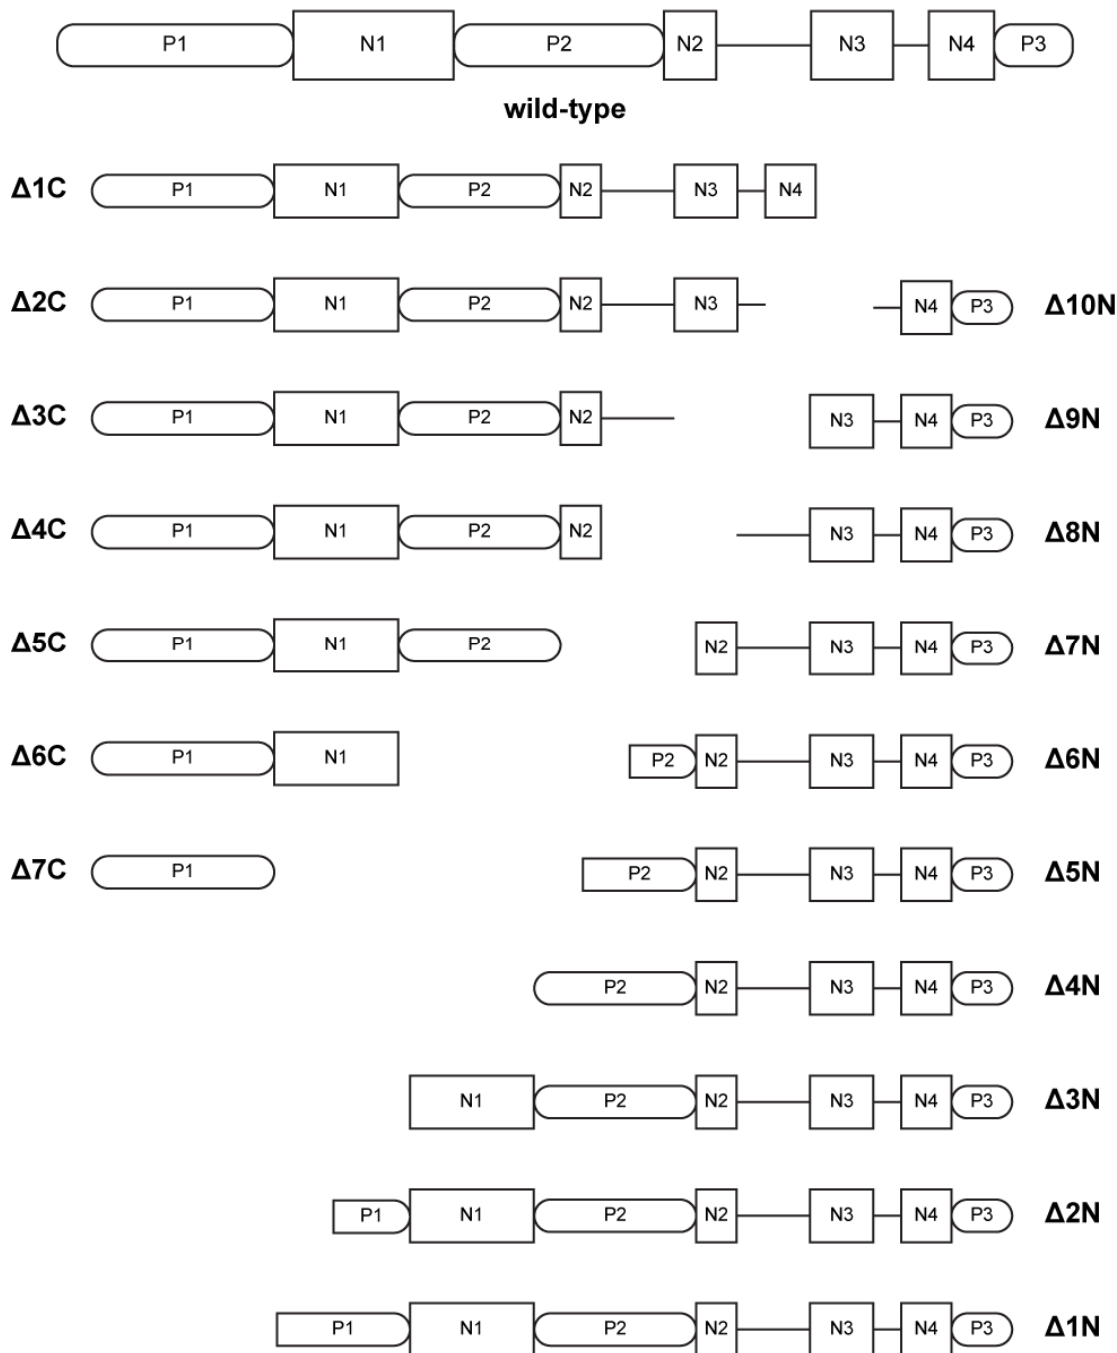 P1 N1 P2 N2 N3 N4 P3
wild-type
Δ1C P1 N1 P2 N2 N3 N4
Δ2C P1 N1 P2 N2 N3 N4 P3 Δ10N
Δ3C P1 N1 P2 N2 N3 N4 P3 Δ9N
Δ4C P1 N1 P2 N2 N3 N4 P3 Δ8N
Δ5C P1 N1 P2 N2 N3 N4 P3 Δ7N
Δ6C P1 N1 P2 N2 N3 N4 P3 Δ6N
Δ7C P1 P2 N2 N3 N4 P3 Δ5N
P2 N2 N3 N4 P3 Δ4N
N1 P2 N2 N3 N4 P3 Δ3N
P1 N1 P2 N2 N3 N4 P3 Δ2N
P1 N1 P2 N2 N3 N4 P3 Δ1N